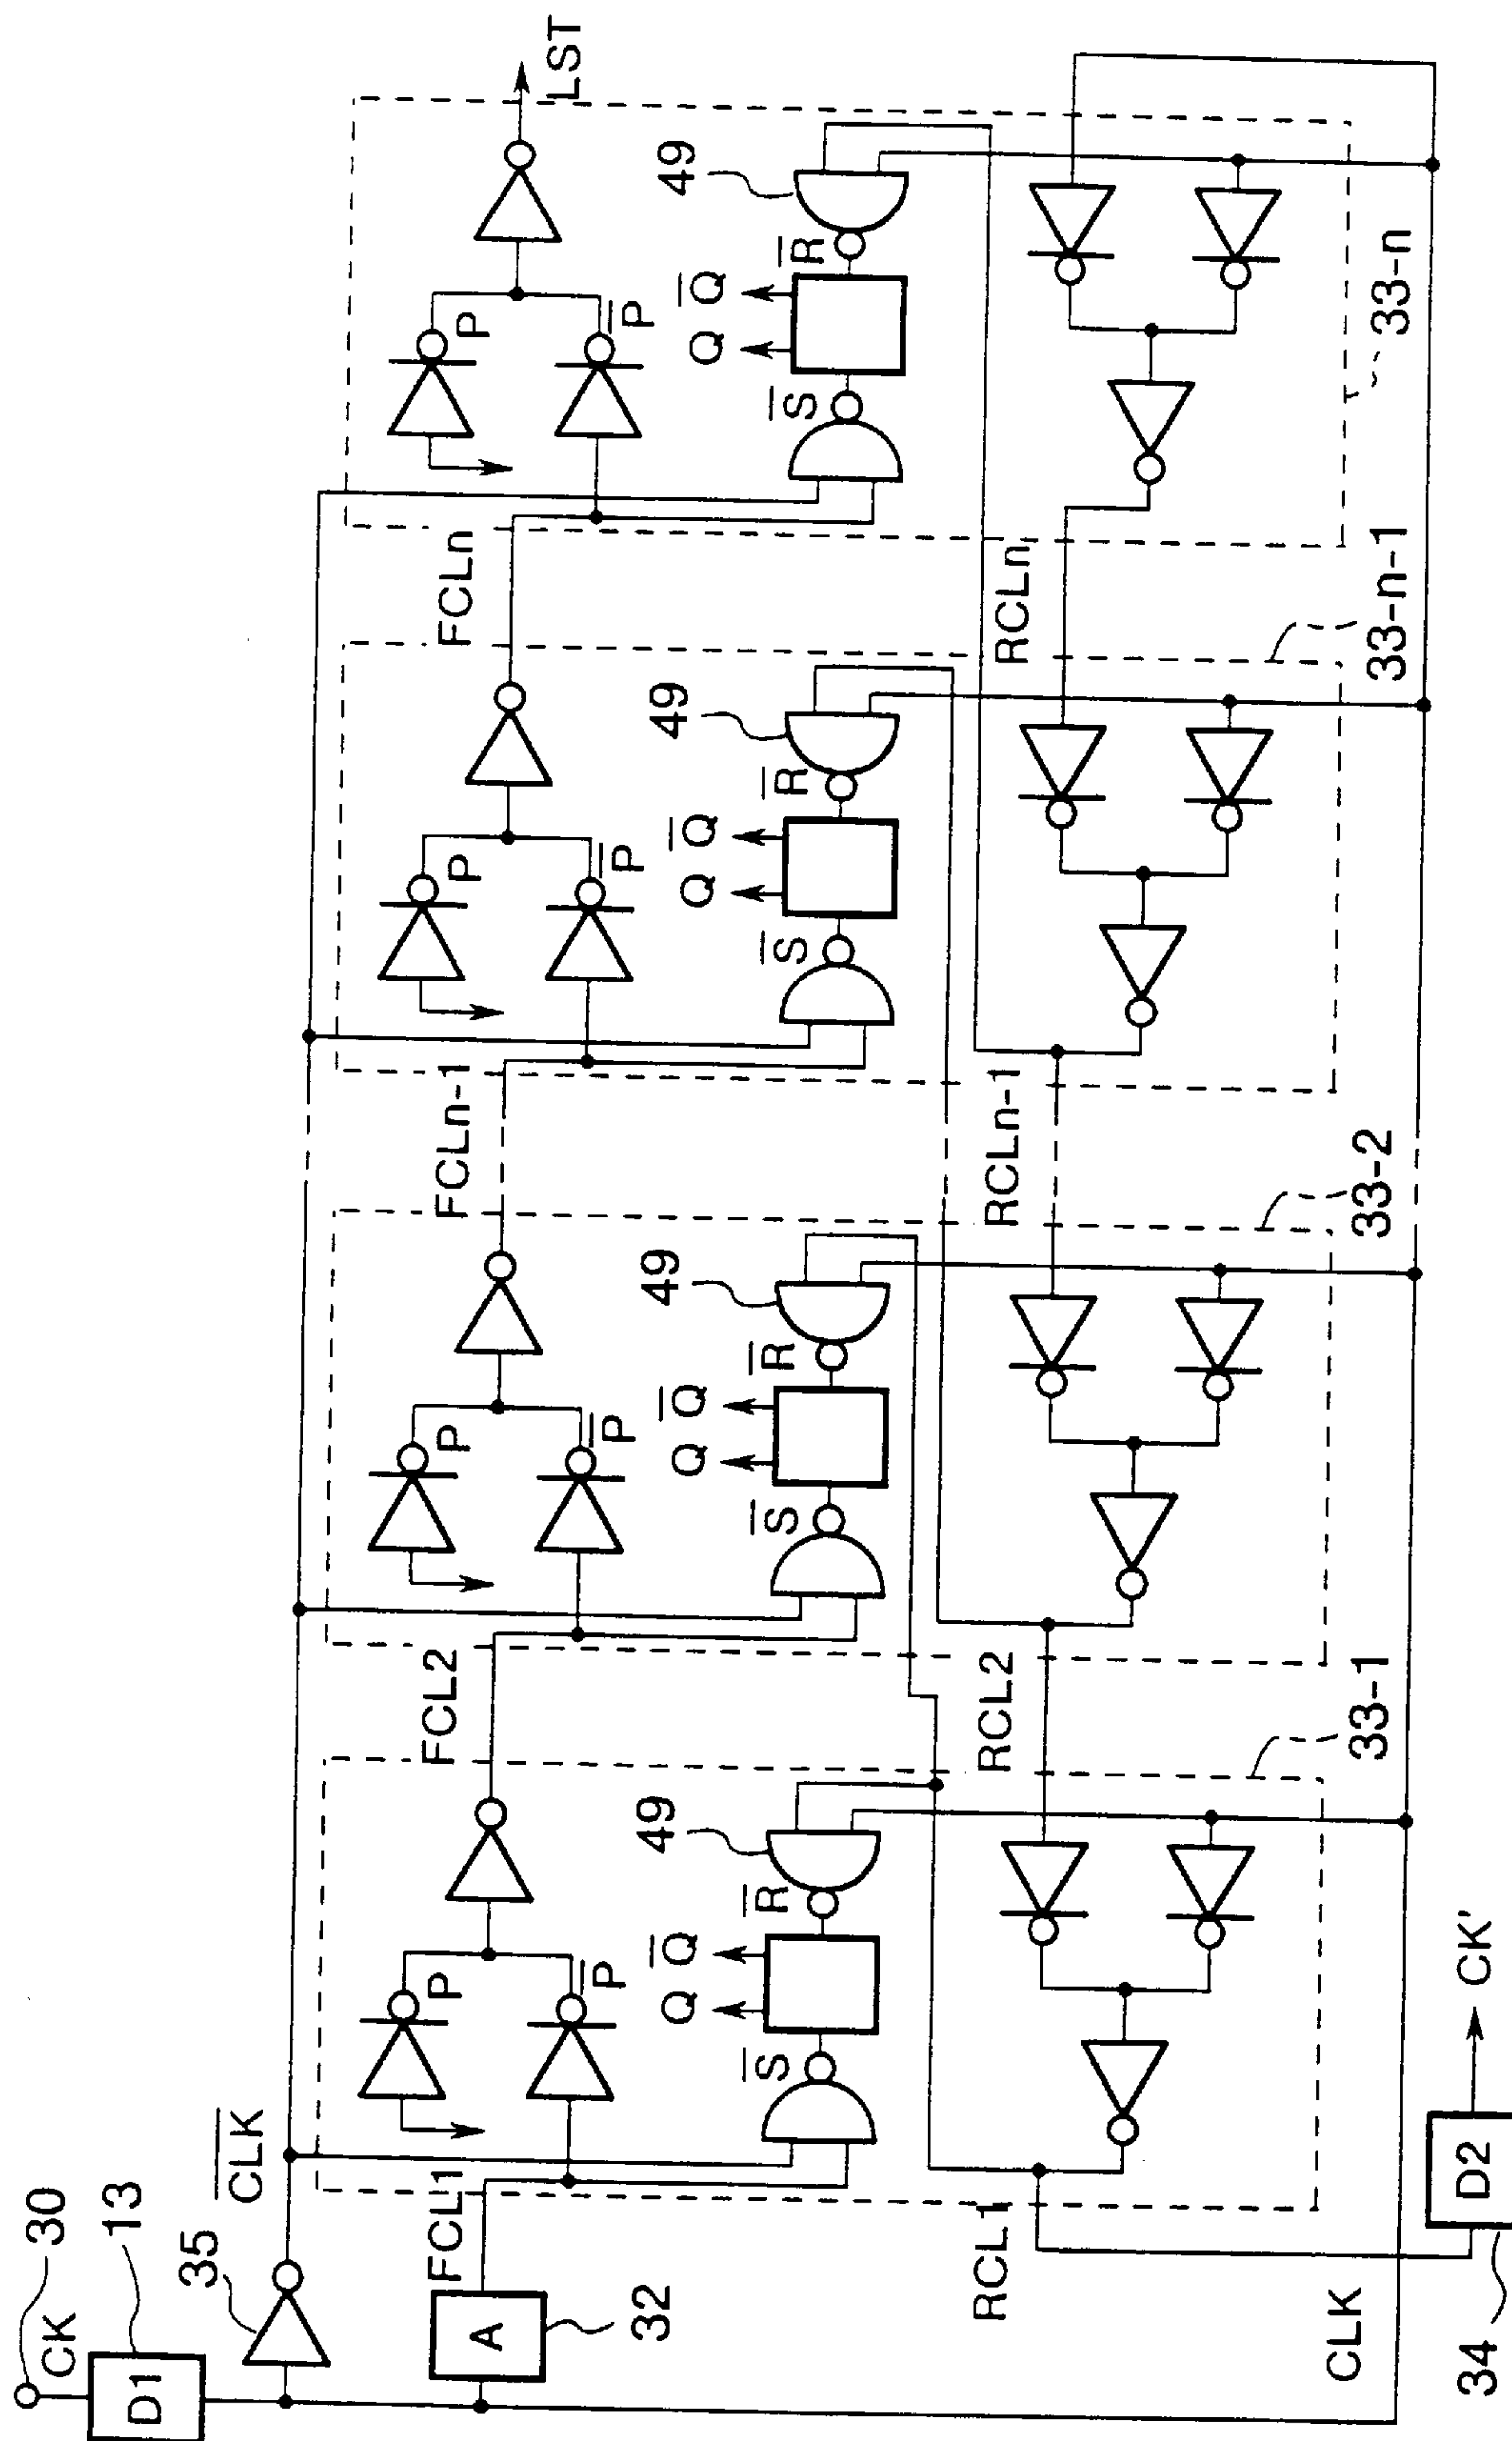 30
CK
13
D1
35
C̅L̅K̅
A
32
FCL1
FCL2
FCLn-1
FCLn
LST
P
P̅
P
P̅
P
P̅
P
P̅
S̅
Q
Q̅
R̅
49
S̅
Q
Q̅
R̅
49
S̅
Q
Q̅
R̅
49
S̅
Q
Q̅
R̅
49
RCL1
RCL2
RCLn-1
RCLn
CLK
33-1
33-2
33-n-1
33-n
34
D2
CK'